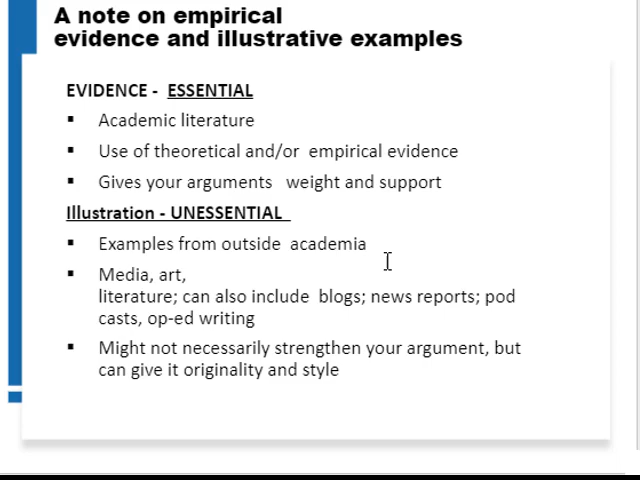 A note on empirical
evidence and illustrative examples
EVIDENCE - ESSENTIAL
▪ Academic literature
▪ Use of theoretical and/or empirical evidence
▪ Gives your arguments weight and support
Illustration - UNESSENTIAL
▪ Examples from outside academia
▪ Media, art,
literature; can also include blogs; news reports; pod
casts, op-ed writing
▪ Might not necessarily strengthen your argument, but
can give it originality and style